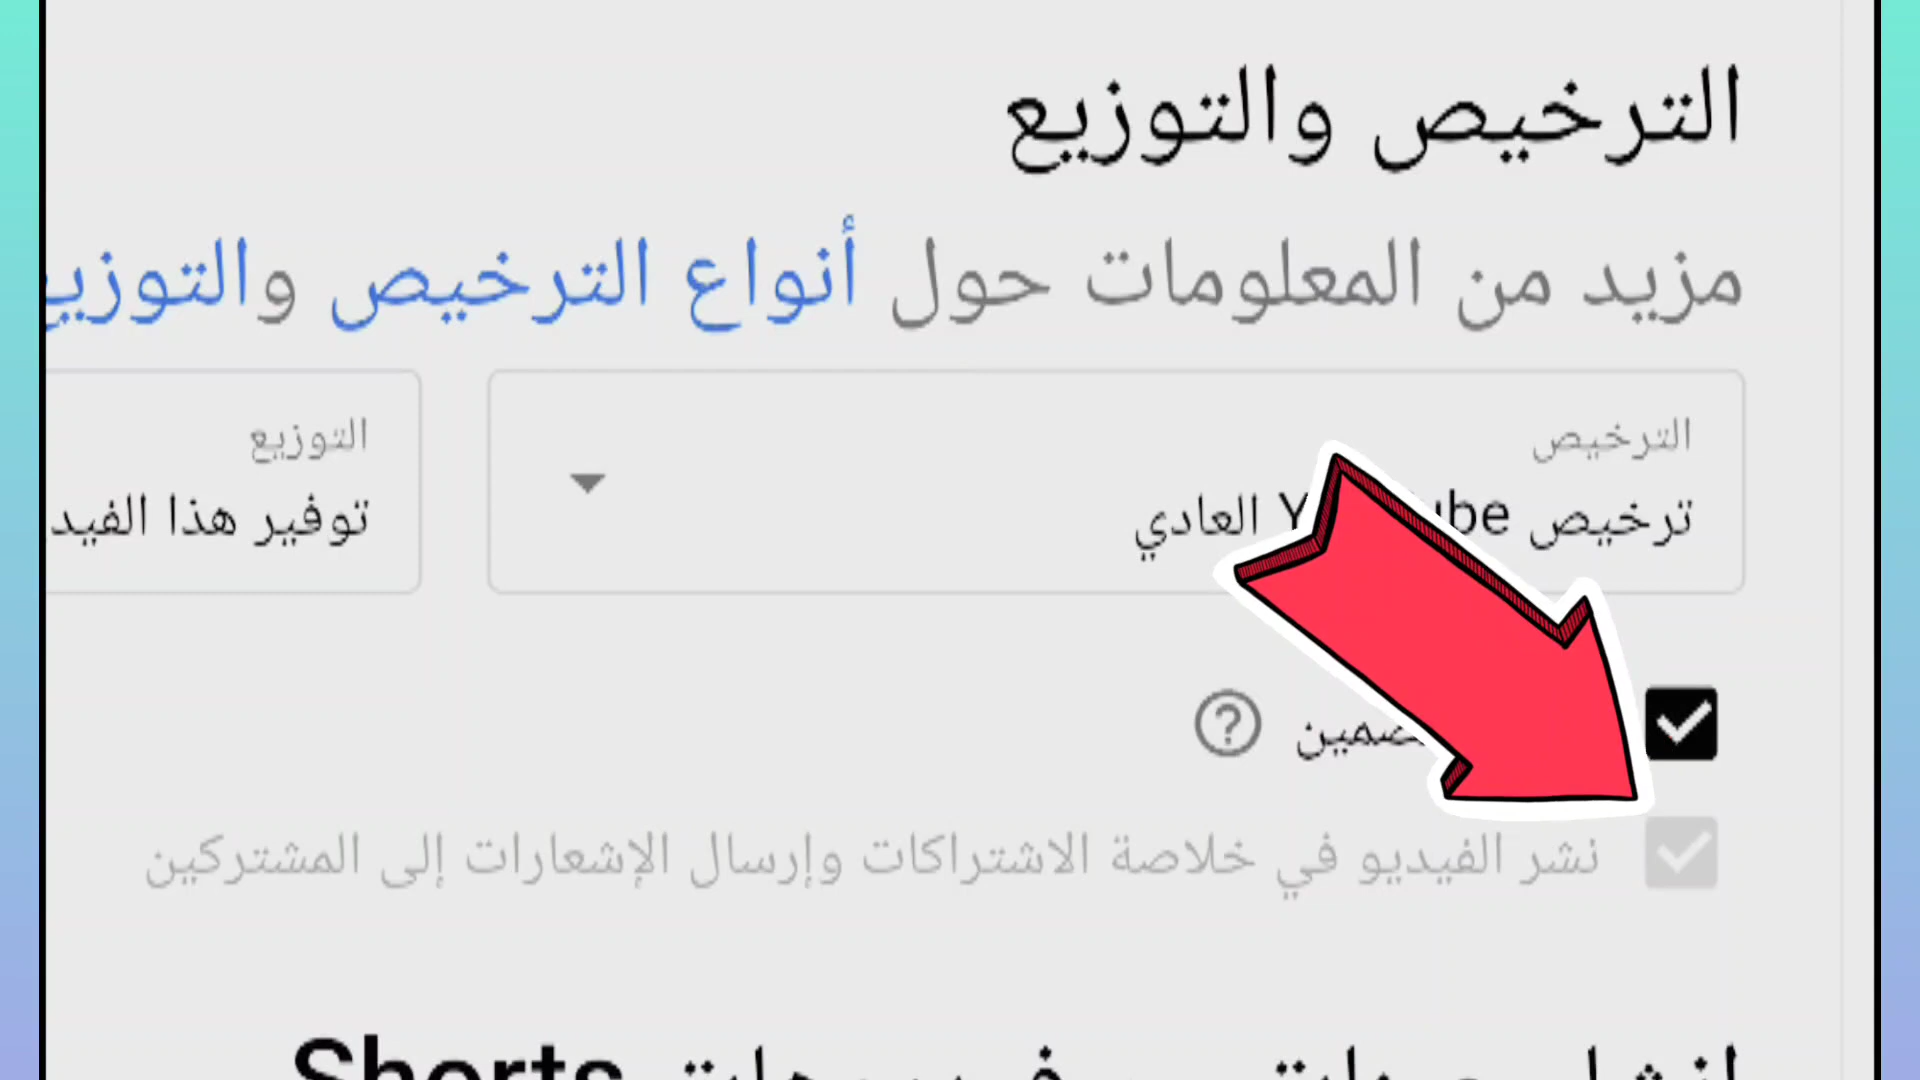 الترخيص والتوزيع
مزيد من المعلومات حول أنواع الترخيص والتوزيع
الترخيص
ترخيص YouTube العادي
التوزيع
توفير هذا الفيد
نشر الفيديو في خلاصة الاشتراكات وإرسال الإشعارات إلى المشتركين
Shorts